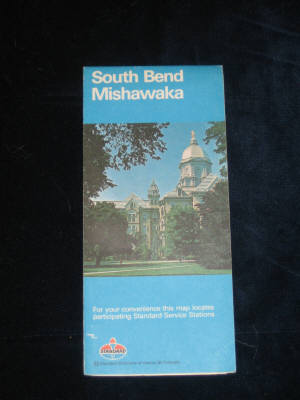 South Bend
Mishawaka
For your convenience this map locates
participating Standard Service Stations
STANDARD